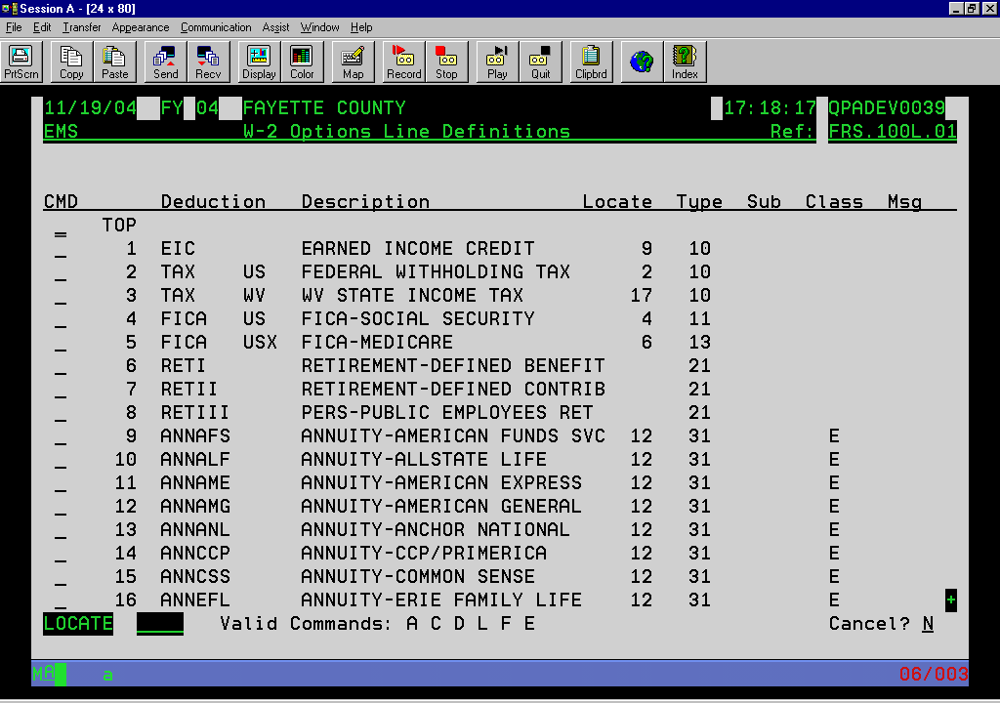 Session A - [24 x 80]
File Edit Transfer Appearance Communication Assist Window Help
PrtScrn Copy Paste Send Recv Display Color Map Record Stop Play Quit Clipbrd Index
11/19/04 FY 04 FAYETTE COUNTY 17:18:17 QPADEV0039
EMS W-2 Options Line Definitions Ref: FRS.100L.01
CMD Deduction Description Locate Type Sub Class Msg
_ TOP
_ 1 EIC EARNED INCOME CREDIT 9 10
_ 2 TAX US FEDERAL WITHHOLDING TAX 2 10
_ 3 TAX WV WV STATE INCOME TAX 17 10
_ 4 FICA US FICA-SOCIAL SECURITY 4 11
_ 5 FICA USX FICA-MEDICARE 6 13
_ 6 RETI RETIREMENT-DEFINED BENEFIT 21
_ 7 RETII RETIREMENT-DEFINED CONTRIB 21
_ 8 RETIII PERS-PUBLIC EMPLOYEES RET 21
_ 9 ANNAFS ANNUITY-AMERICAN FUNDS SVC 12 31 E
_ 10 ANNALF ANNUITY-ALLSTATE LIFE 12 31 E
_ 11 ANNAME ANNUITY-AMERICAN EXPRESS 12 31 E
_ 12 ANNAMG ANNUITY-AMERICAN GENERAL 12 31 E
_ 13 ANNANL ANNUITY-ANCHOR NATIONAL 12 31 E
_ 14 ANNCCP ANNUITY-CCP/PRIMERICA 12 31 E
_ 15 ANNCSS ANNUITY-COMMON SENSE 12 31 E
_ 16 ANNEFL ANNUITY-ERIE FAMILY LIFE 12 31 E +
LOCATE ____ Valid Commands: A C D L F E Cancel? N
MA a 06/003